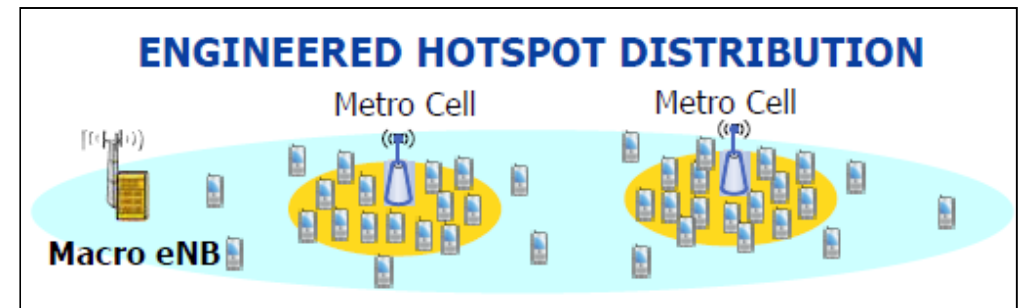 ENGINEERED HOTSPOT DISTRIBUTION
Metro Cell
Metro Cell
Macro eNB